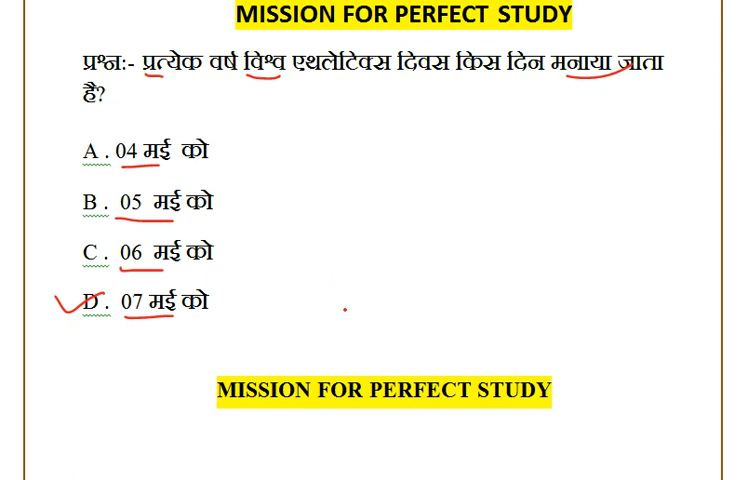 MISSION FOR PERFECT STUDY
प्रश्नः- प्रत्येक वर्ष विश्व एथलेटिक्स दिवस किस दिन मनाया जाता
है?
A . 04 मई को
B . 05 मई को
C . 06 मई को
D . 07 मई को
MISSION FOR PERFECT STUDY